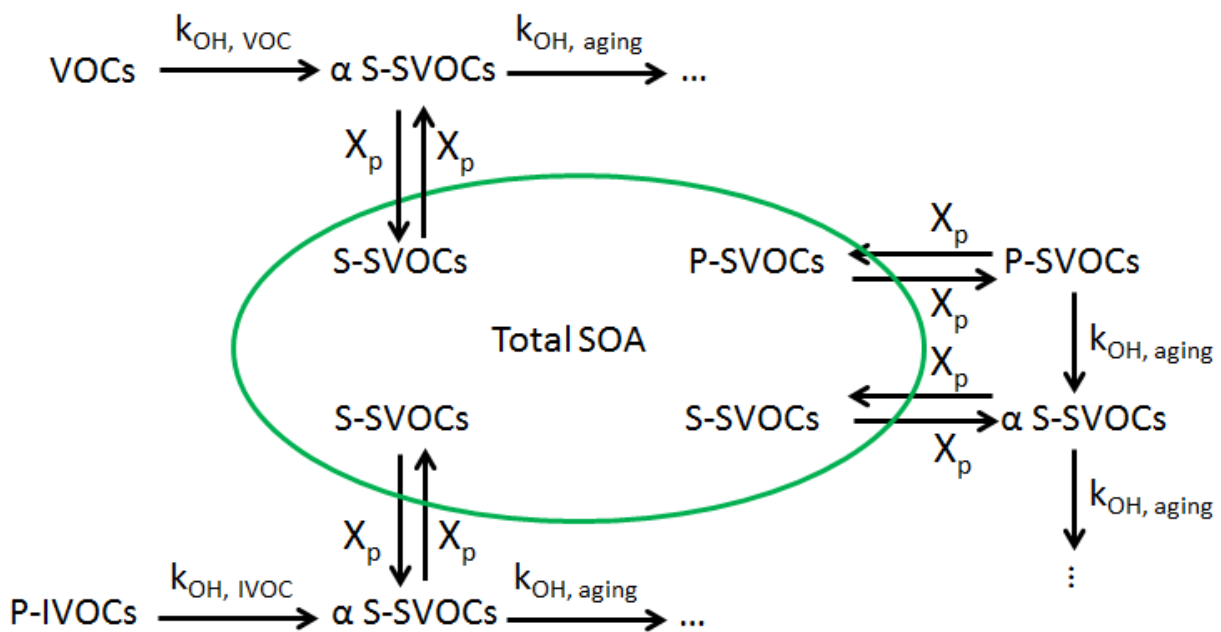 VOCs k_OH, VOC α S-SVOCs k_OH, aging ...
X_p X_p
S-SVOCs P-SVOCs X_p P-SVOCs
X_p
Total SOA k_OH, aging
X_p
S-SVOCs S-SVOCs α S-SVOCs
X_p
k_OH, aging
X_p X_p
...
P-IVOCs k_OH, IVOC α S-SVOCs k_OH, aging ...